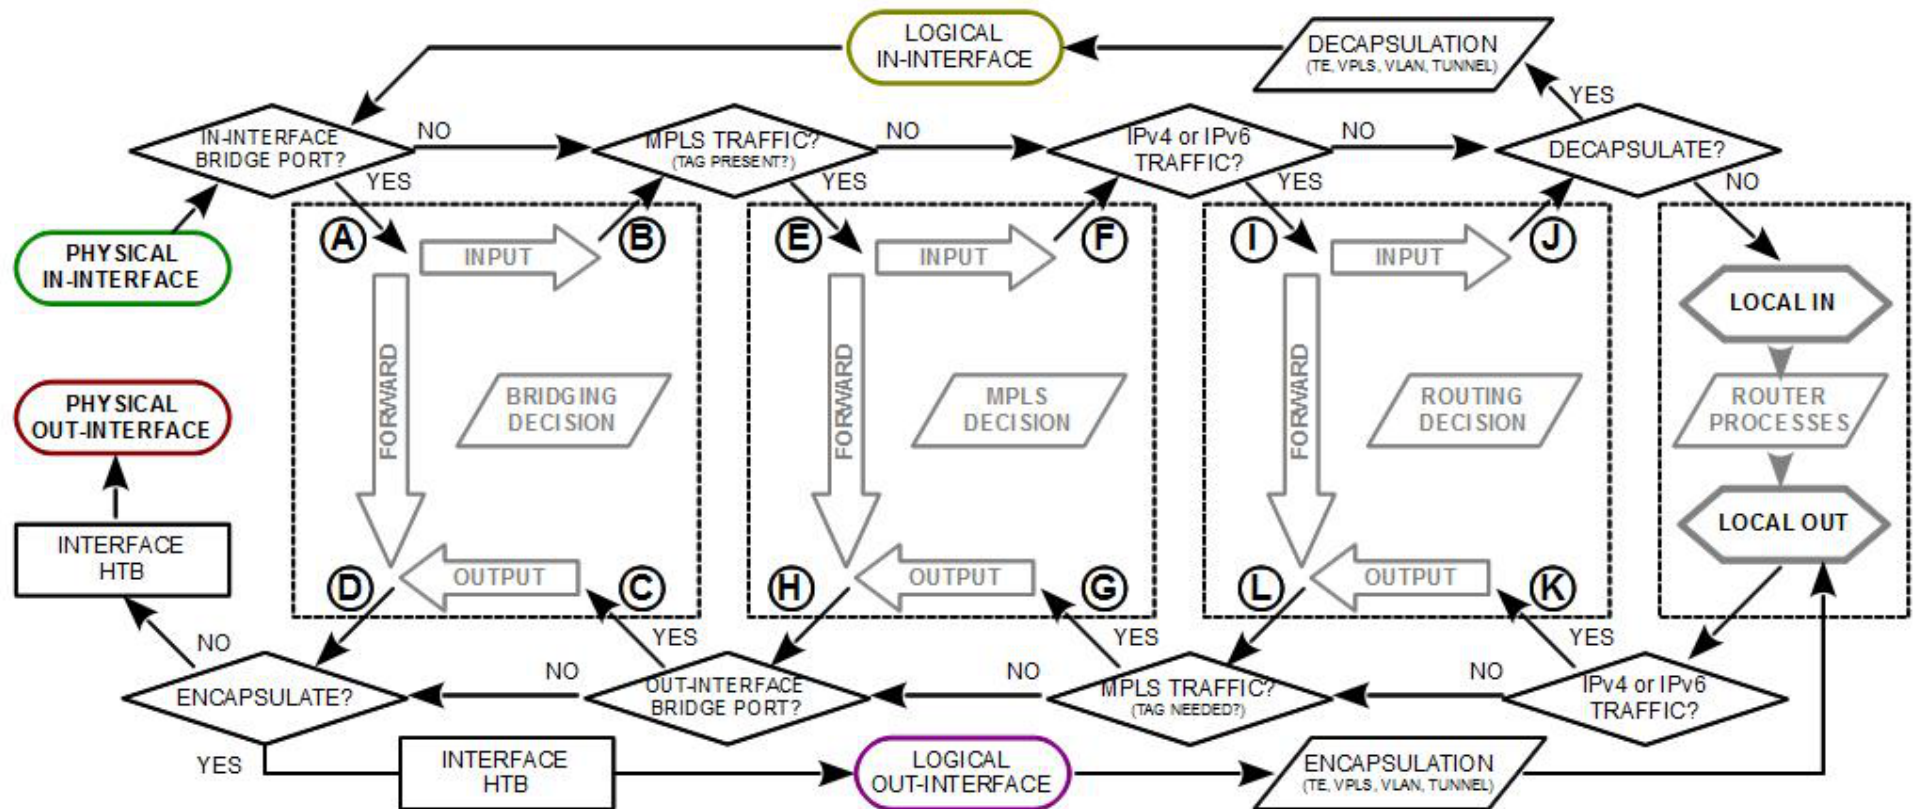 LOGICAL
IN-INTERFACE
DECAPSULATION
(TE, VPLS, VLAN, TUNNEL)
YES
IN-INTERFACE
BRIDGE PORT?
NO
MPLS TRAFFIC?
(TAG PRESENT?)
NO
IPv4 or IPv6
TRAFFIC?
NO
DECAPSULATE?
YES
YES
YES
NO
PHYSICAL
IN-INTERFACE
A
INPUT
B
E
INPUT
F
I
INPUT
J
LOCAL IN
FORWARD
BRIDGING
DECISION
FORWARD
MPLS
DECISION
FORWARD
ROUTING
DECISION
ROUTER
PROCESSES
PHYSICAL
OUT-INTERFACE
LOCAL OUT
INTERFACE
HTB
D
OUTPUT
C
H
OUTPUT
G
L
OUTPUT
K
NO
YES
YES
YES
ENCAPSULATE?
NO
OUT-INTERFACE
BRIDGE PORT?
NO
MPLS TRAFFIC?
(TAG NEEDED?)
NO
IPv4 or IPv6
TRAFFIC?
YES
INTERFACE
HTB
LOGICAL
OUT-INTERFACE
ENCAPSULATION
(TE, VPLS, VLAN, TUNNEL)